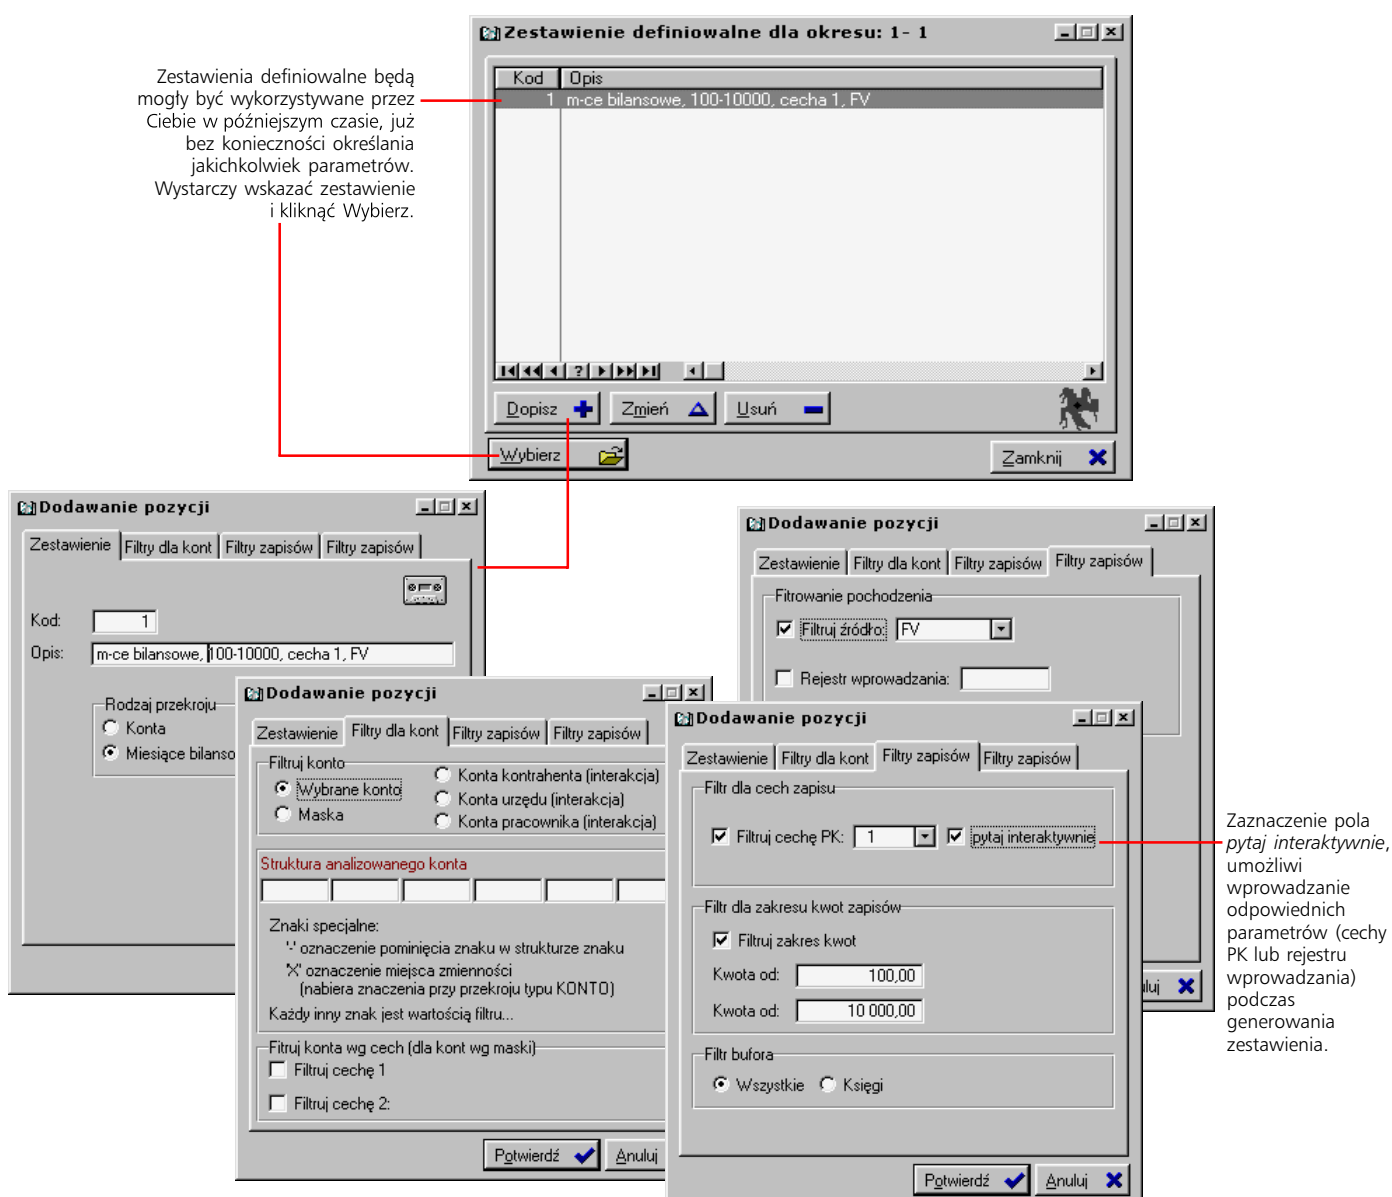 Zestawienie definiowalne dla okresu: 1- 1
Zestawienia definiowalne będą
mogły być wykorzystywane przez
Ciebie w późniejszym czasie, już
bez konieczności określania
jakichkolwiek parametrów.
Wystarczy wskazać zestawienie
i kliknąć Wybierz.
Kod Opis
1 m-ce bilansowe, 100-10000, cecha 1, FV
?
Dopisz Zmień Usuń
Wybierz Zamknij
Dodawanie pozycji
Zestawienie Filtry dla kont Filtry zapisów Filtry zapisów
Kod: 1
Opis: m-ce bilansowe, 100-10000, cecha 1, FV
Rodzaj przekroju
Konta
Miesiące bilanso
Dodawanie pozycji
Zestawienie Filtry dla kont Filtry zapisów Filtry zapisów
Fitrowanie pochodzenia
Filtruj źródło: FV
Rejestr wprowadzania:
uluj
Dodawanie pozycji
Zestawienie Filtry dla kont Filtry zapisów Filtry zapisów
Filtruj konto
Wybrane konto
Maska
Konta kontrahenta (interakcja)
Konta urzędu (interakcja)
Konta pracownika (interakcja)
Struktura analizowanego konta
Znaki specjalne:
'-' oznaczenie pominięcia znaku w strukturze znaku
'X' oznaczenie miejsca zmienności
(nabiera znaczenia przy przekroju typu KONTO)
Każdy inny znak jest wartością filtru...
Fitruj konta wg cech (dla kont wg maski)
Filtruj cechę 1
Filtruj cechę 2:
Potwierdź Anuluj
Dodawanie pozycji
Zestawienie Filtry dla kont Filtry zapisów Filtry zapisów
Filtr dla cech zapisu
Filtruj cechę PK: 1 pytaj interaktywnie
Filtr dla zakresu kwot zapisów
Filtruj zakres kwot
Kwota od: 100,00
Kwota od: 10 000,00
Filtr bufora
Wszystkie Księgi
Potwierdź Anuluj
Zaznaczenie pola
pytaj interaktywnie,
umożliwi
wprowadzanie
odpowiednich
parametrów (cechy
PK lub rejestru
wprowadzania)
podczas
generowania
zestawienia.